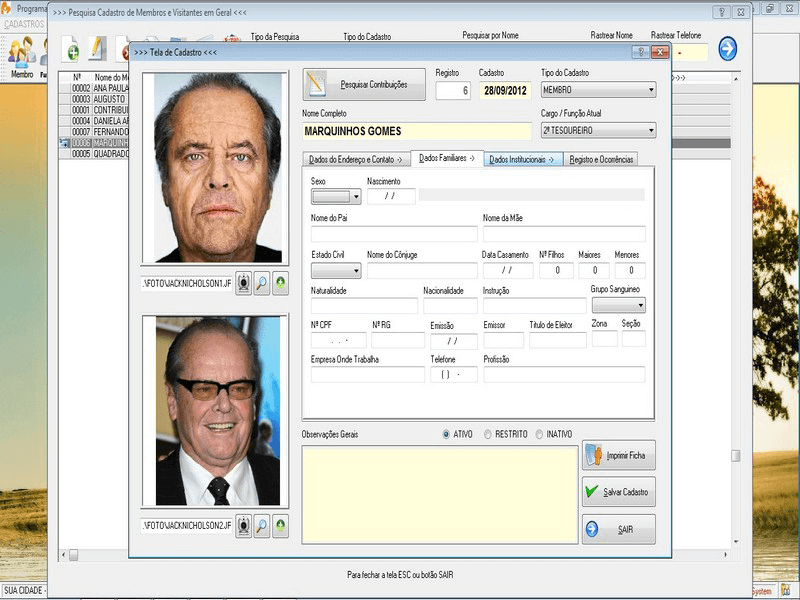 Programa
>>> Pesquisa Cadastro de Membros e Visitantes em Geral <<<
CADASTROS
Tipo da Pesquisa
Tipo do Cadastro
Pesquisar por Nome
Rastrear Nome
Rastrear Telefone
-
Membro
Nº Nome do M
00002 ANA PAULA
00003 AUGUSTO
00001 CONTRIBUI
00004 DANIELA AF
00007 FERNANDO
00006 MARQUINH
00005 QUADRADO
>>>)
>>> Tela de Cadastro <<<
Pesquisar Contribuições
Registro
6
Cadastro
28/09/2012
Tipo do Cadastro
MEMBRO
Nome Completo
MARQUINHOS GOMES
Cargo / Função Atual
2º TESOUREIRO
Dados do Endereço e Contato ->
Dados Familiares ->
Dados Institucionais ->
Registro e Ocorrências
Sexo
Nascimento
/ /
Nome do Pai
Nome da Mãe
Estado Civil
Nome do Cônjuge
Data Casamento
/ /
Nº Filhos
0
Maiores
0
Menores
0
Naturalidade
Nacionalidade
Instrução
Grupo Sanguineo
Nº CPF
. . -
Nº RG
Emissão
/ /
Emissor
Título de Eleitor
Zona
Seção
Empresa Onde Trabalha
Telefone
( ) -
Profissão
.\FOTO\JACKNICHOLSON1.JF
.\FOTO\JACKNICHOLSON2.JF
Observações Gerais
ATIVO
RESTRITO
INATIVO
Imprimir Ficha
Salvar Cadastro
SAIR
Para fechar a tela ESC ou botão SAIR
SUA CIDADE -
System